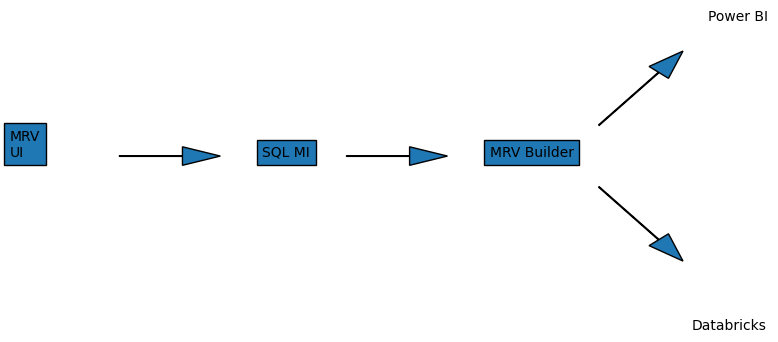 Power BI
MRV
UI
SQL MI
MRV Builder
Databricks